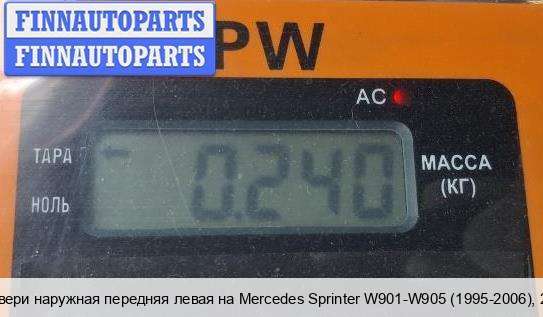 FINNAUTOPARTS
FINNAUTOPARTS
PW
AC
ТАРА
0.240
МАССА
(КГ)
НОЛЬ
наружная передняя левая на Mercedes Sprinter W901-W905 (1995-2006),